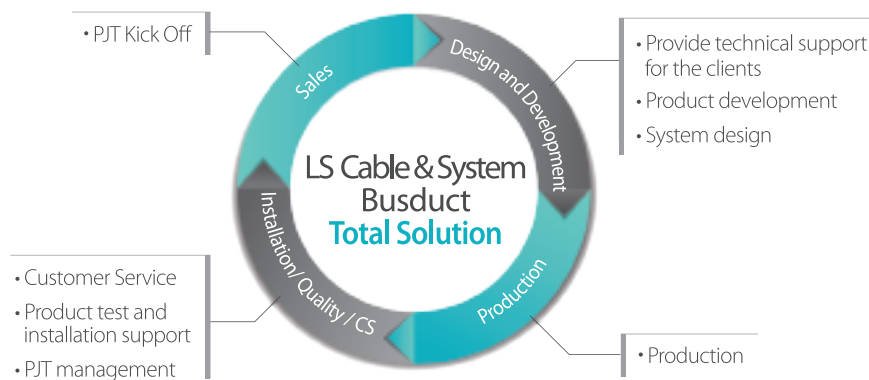 • PJT Kick Off
Sales
Design and Development
• Provide technical support
for the clients
• Product development
• System design
LS Cable & System
Busduct
Total Solution
Installation/ Quality / CS
Production
• Customer Service
• Product test and
installation support
• PJT management
• Production